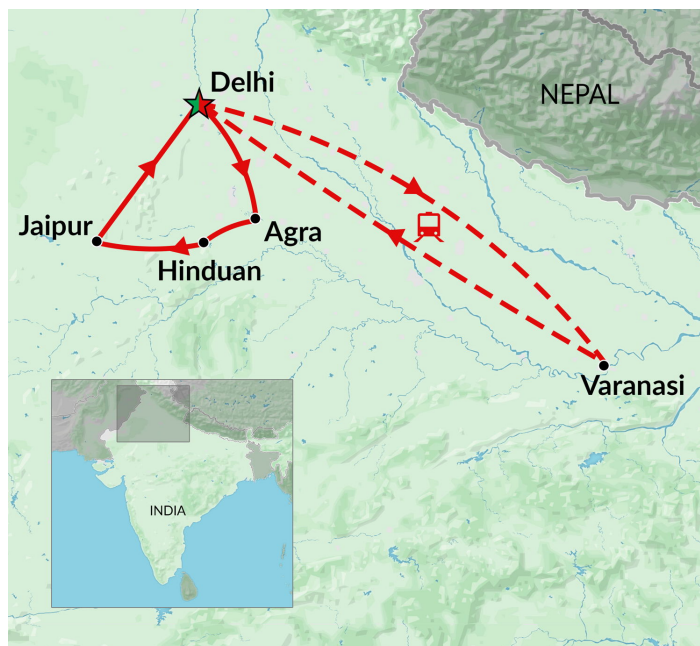 Delhi
NEPAL
Jaipur
Agra
Hinduan
Varanasi
INDIA